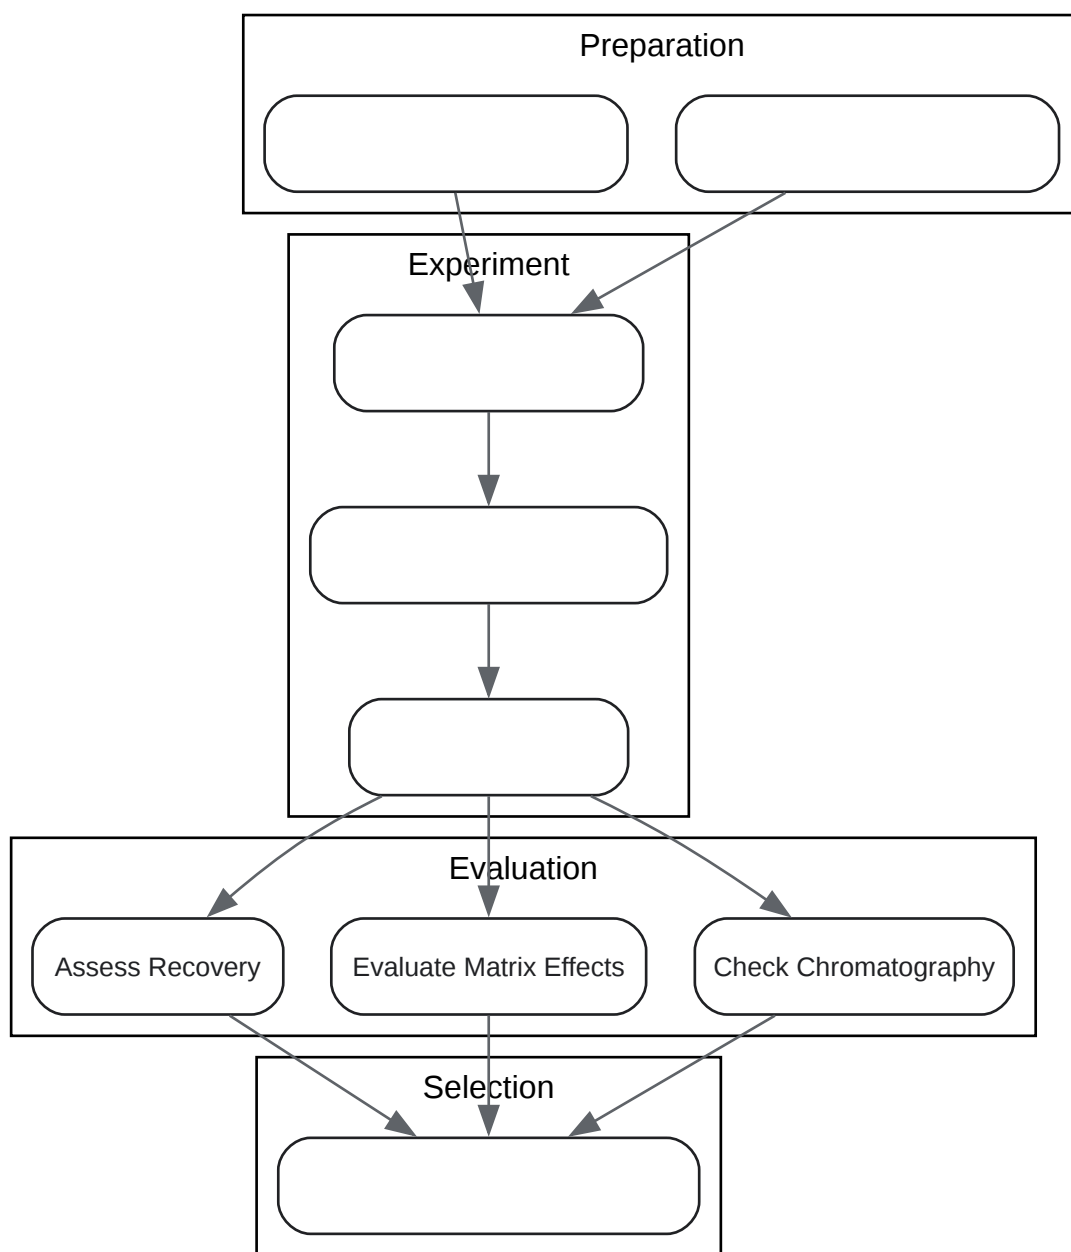 Preparation
Experiment
Evaluation
Assess Recovery
Evaluate Matrix Effects
Check Chromatography
Selection